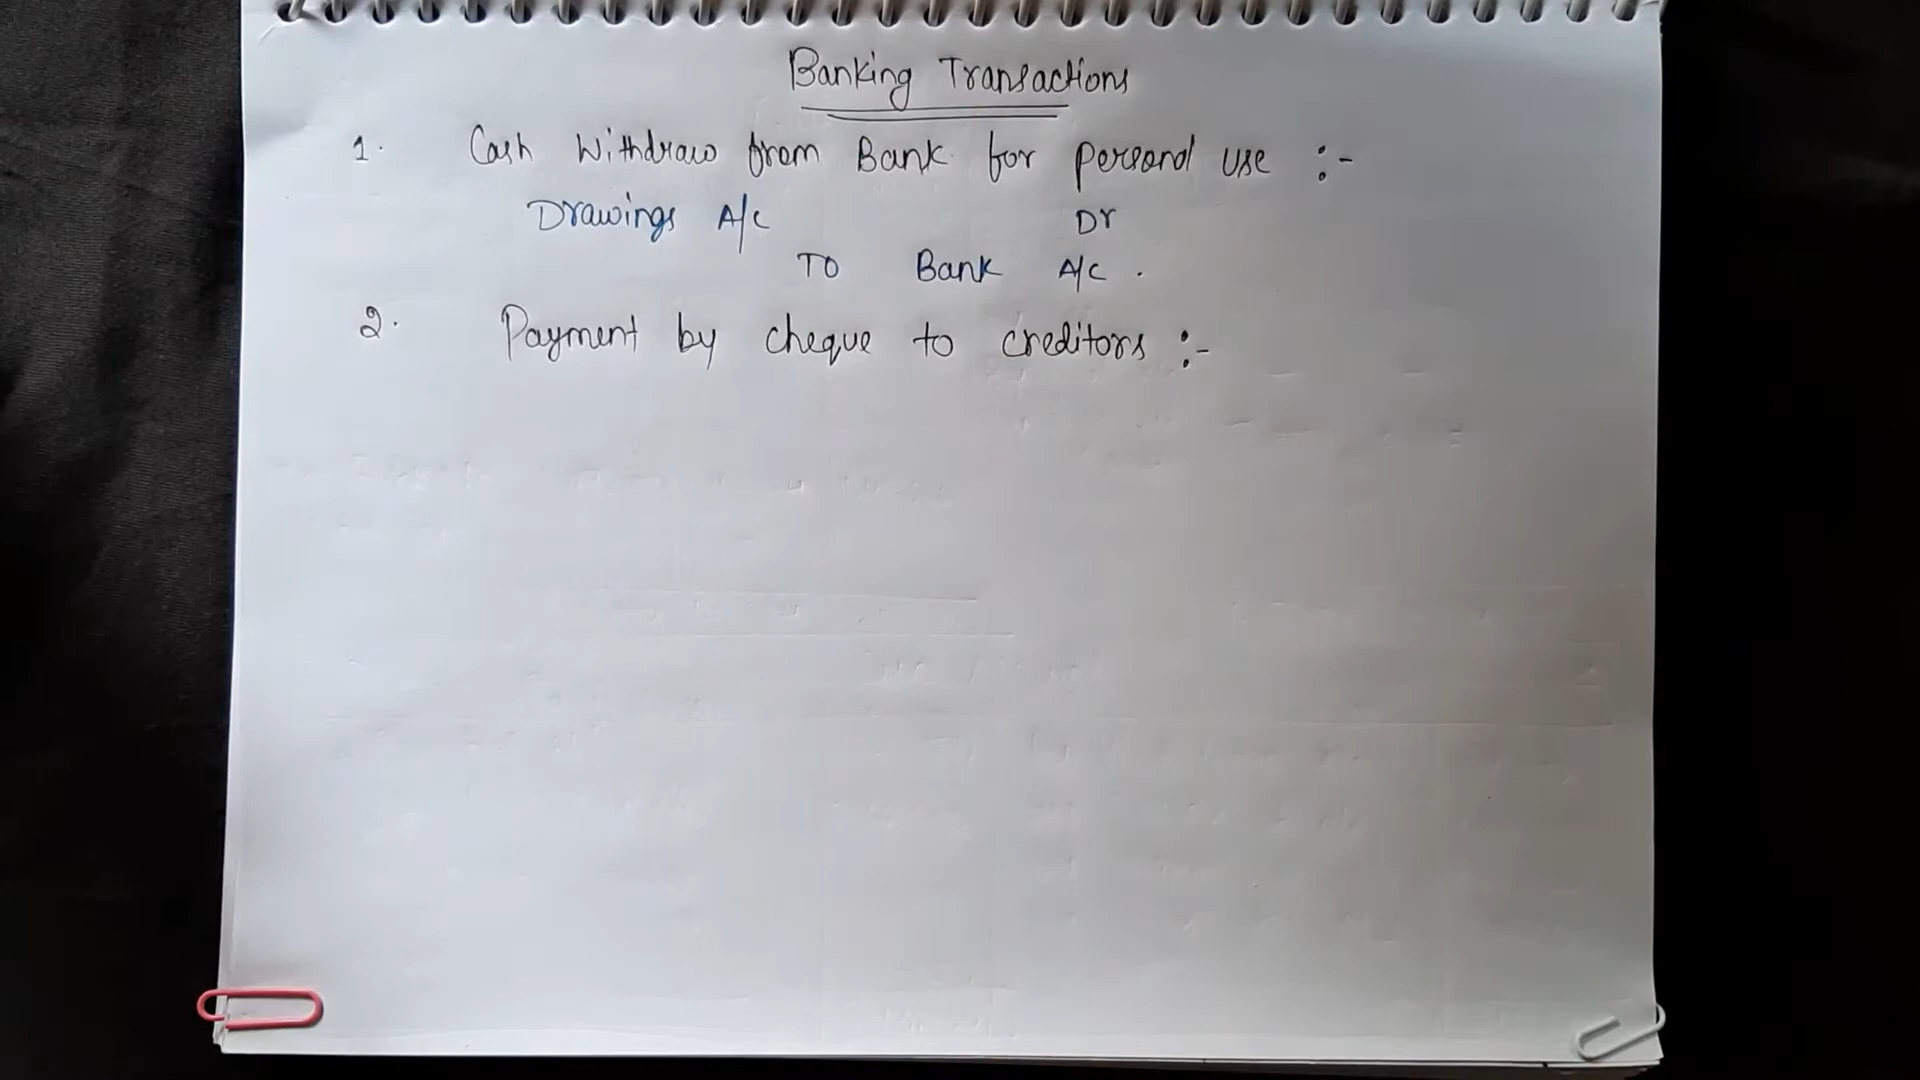 Banking Transactions
1. Cash Withdraw from Bank for personal use :-
Drawings A/c Dr
TO Bank A/c .
2. Payment by cheque to creditors :-